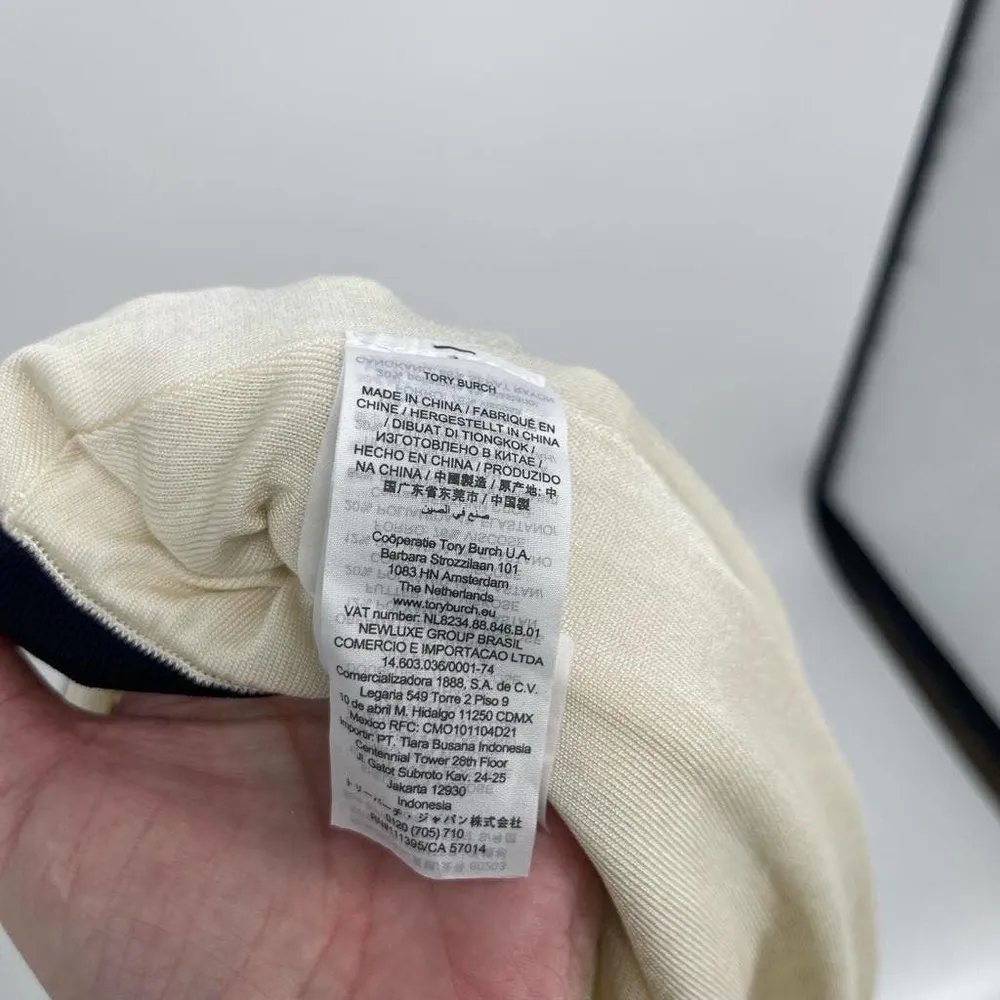 TORY BURCH
MADE IN CHINA / FABRIQUÉ EN
CHINE / HERGESTELLT IN CHINA
/ DIBUAT DI TIONGKOK /
ИЗГОТОВЛЕНО В КИТАЕ /
HECHO EN CHINA / PRODUZIDO
NA CHINA / 中國製造 / 原产地: 中
国广东省东莞市 / 中国製
صنع في الصين
Coöperatie Tory Burch U.A.
Barbara Strozzilaan 101
1083 HN Amsterdam
The Netherlands
www.toryburch.eu
VAT number: NL8234.88.846.B.01
NEWLUXE GROUP BRASIL
COMERCIO E IMPORTACAO LTDA
14.603.036/0001-74
Comercializadora 1888, S.A. de C.V.
Legaria 549 Torre 2 Piso 9
10 de abril M. Hidalgo 11250 CDMX
Mexico RFC: CMO101104D21
Importir: PT. Tiara Busana Indonesia
Centennial Tower 26th Floor
Jl. Gatot Subroto Kav. 24-25
Jakarta 12930
Indonesia
トリーバーチ・ジャパン株式会社
0120 (705) 710
RN#111395/CA 57014